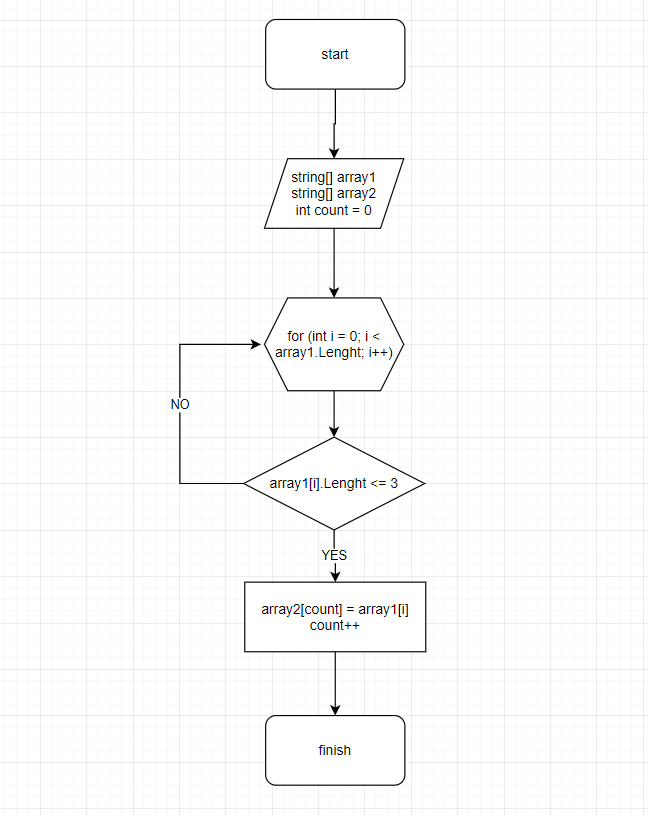 start
string[] array1
string[] array2
int count = 0
for (int i = 0; i <
array1.Lenght; i++)
NO
array1[i].Lenght <= 3
YES
array2[count] = array1[i]
count++
finish